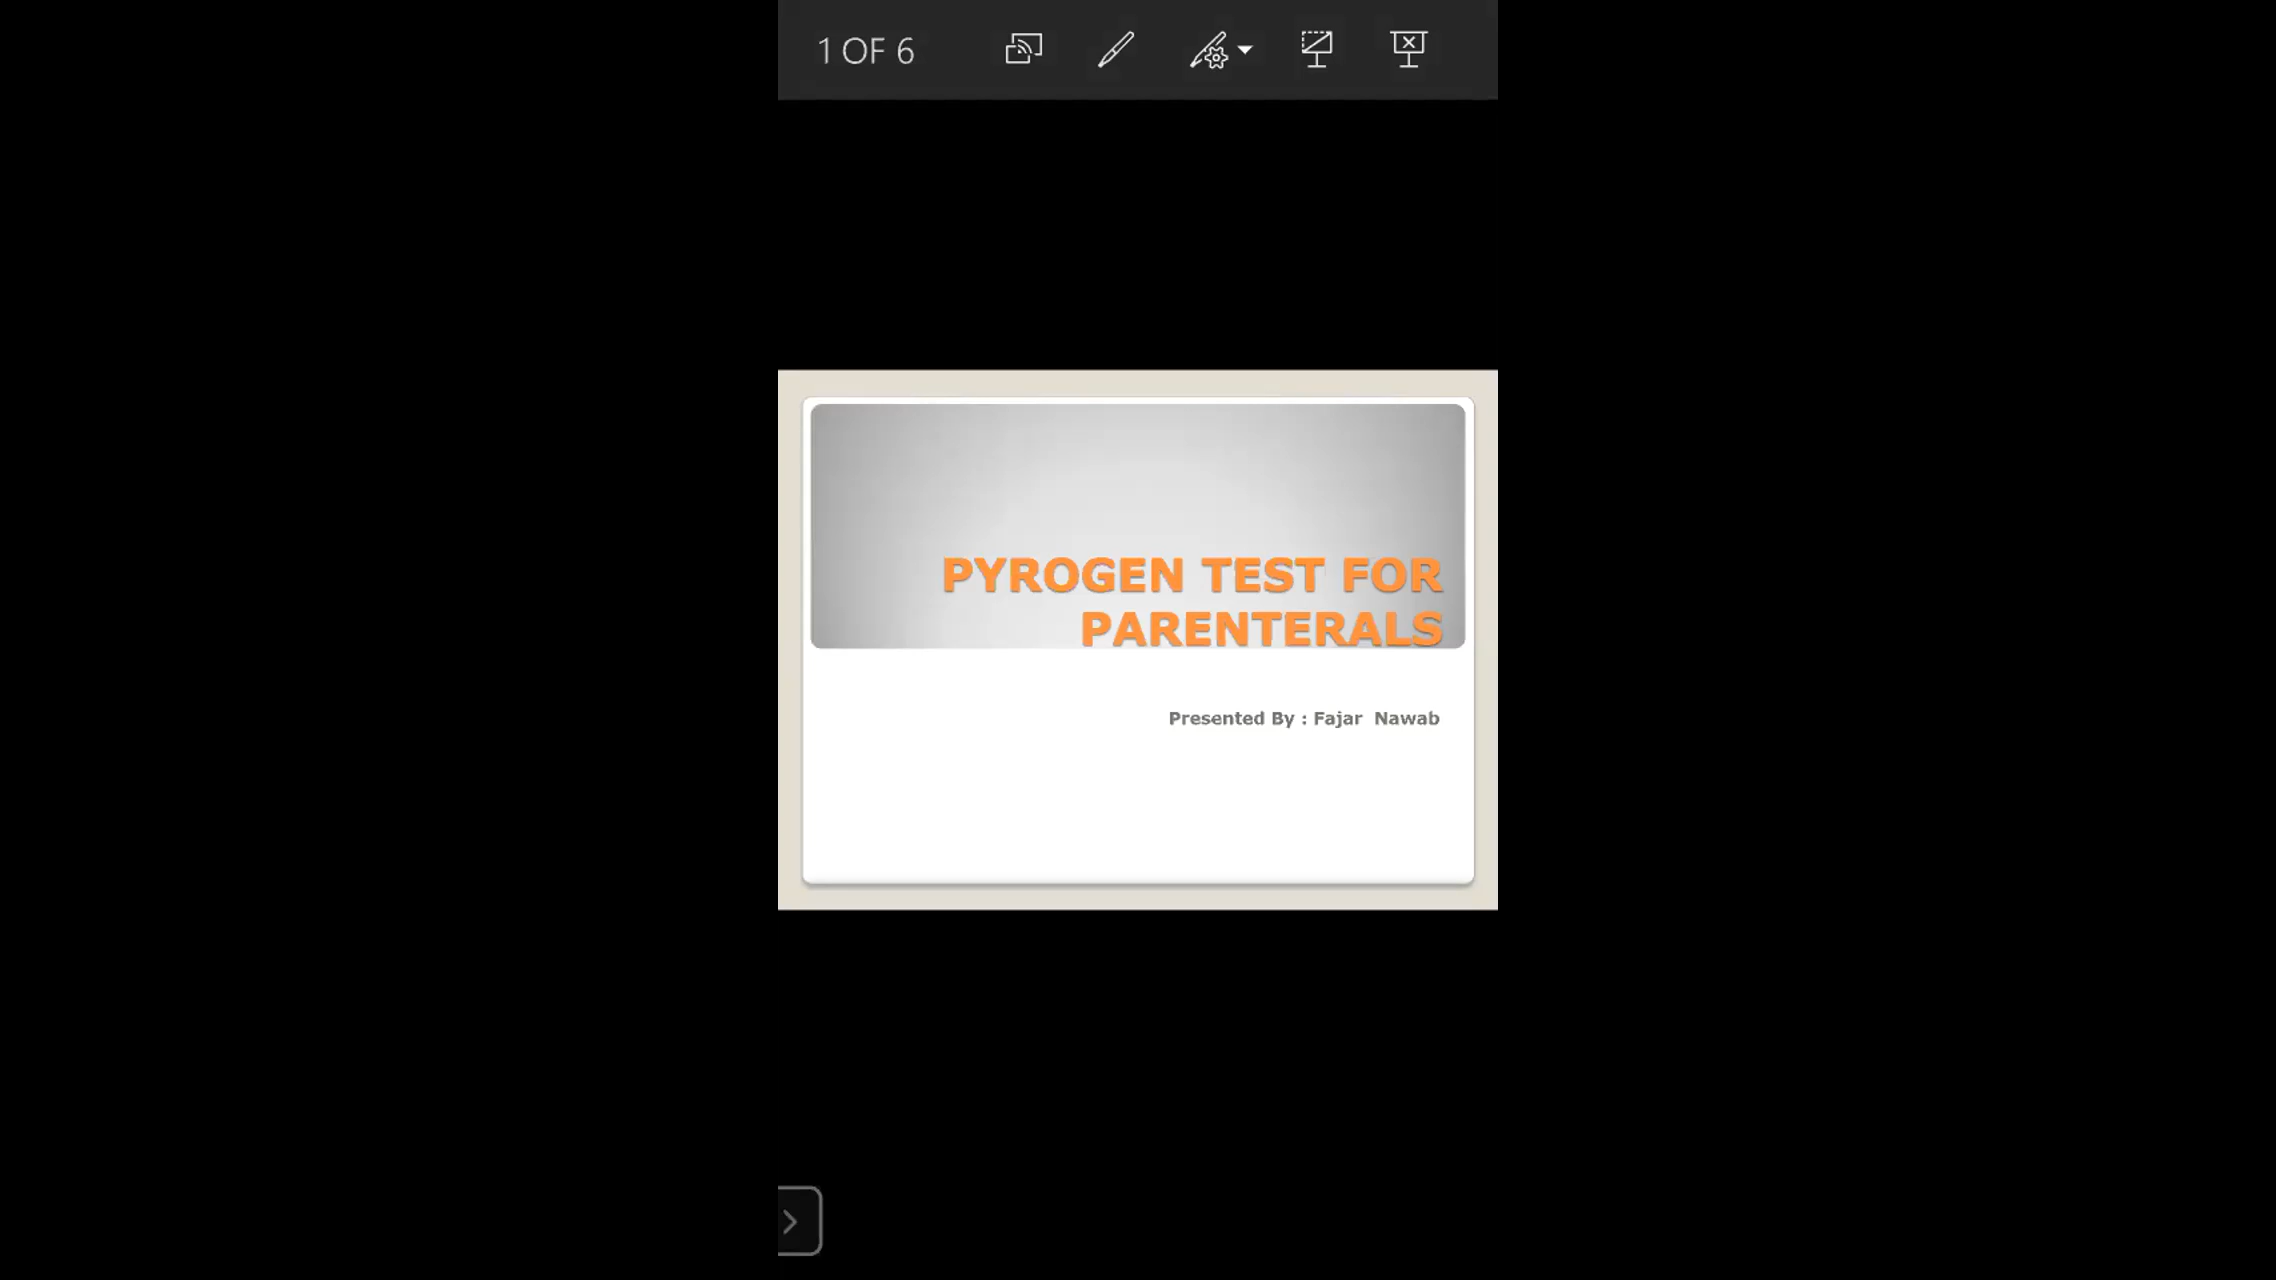 1 OF 6
PYROGEN TEST FOR
PARENTERALS
Presented By : Fajar Nawab